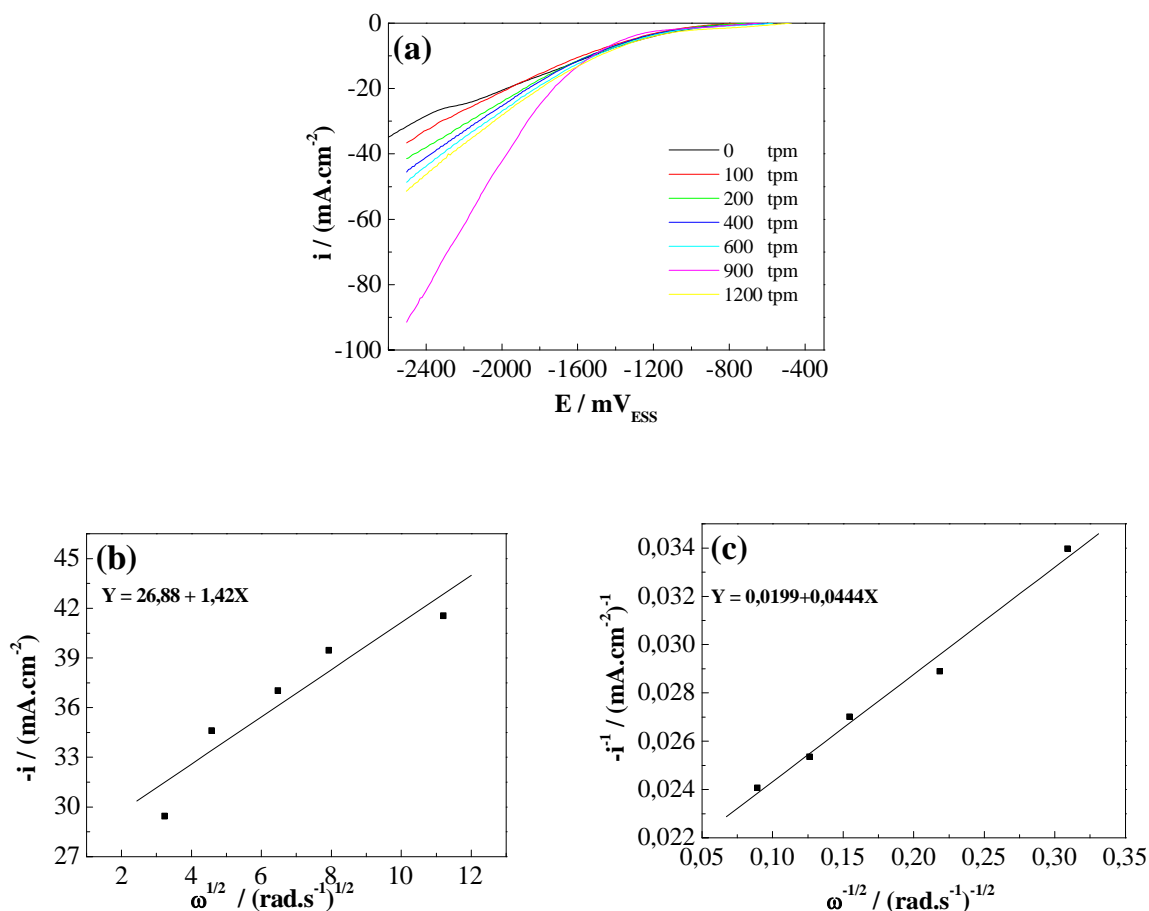 (a)
0
-20
-40
-60
-80
-100
i / (mA.cm-2)
0 tpm
100 tpm
200 tpm
400 tpm
600 tpm
900 tpm
1200 tpm
-2400 -2000 -1600 -1200 -800 -400
E / mVESS
(b)
Y = 26,88 + 1,42X
45
42
39
36
33
30
27
-i / (mA.cm-2)
2 4 6 8 10 12
ω1/2 / (rad.s-1)1/2
(c)
Y = 0,0199+0,0444X
0,034
0,032
0,030
0,028
0,026
0,024
0,022
-i-1 / (mA.cm-2)-1
0,05 0,10 0,15 0,20 0,25 0,30 0,35
ω-1/2 / (rad.s-1)-1/2